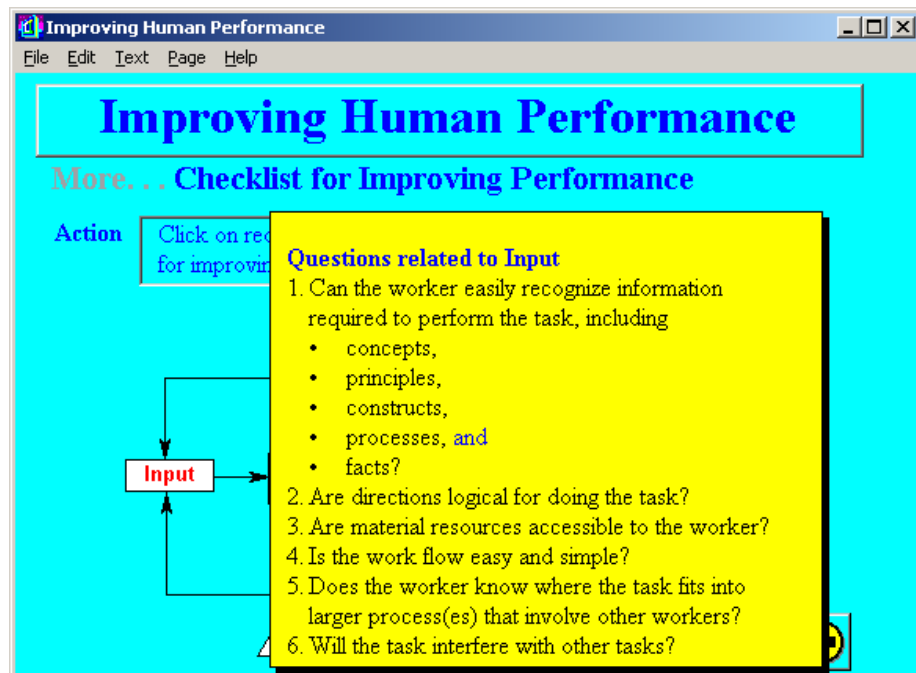 Improving Human Performance
File Edit Text Page Help
Improving Human Performance
More. . . Checklist for Improving Performance
Action
Click on
for
Questions related to Input
1. Can the worker easily recognize information
required to perform the task, including
• concepts,
• principles,
• constructs,
• processes, and
• facts?
2. Are directions logical for doing the task?
3. Are material resources accessible to the worker?
4. Is the work flow easy and simple?
5. Does the worker know where the task fits into
larger process(es) that involve other workers?
6. Will the task interfere with other tasks?
Input